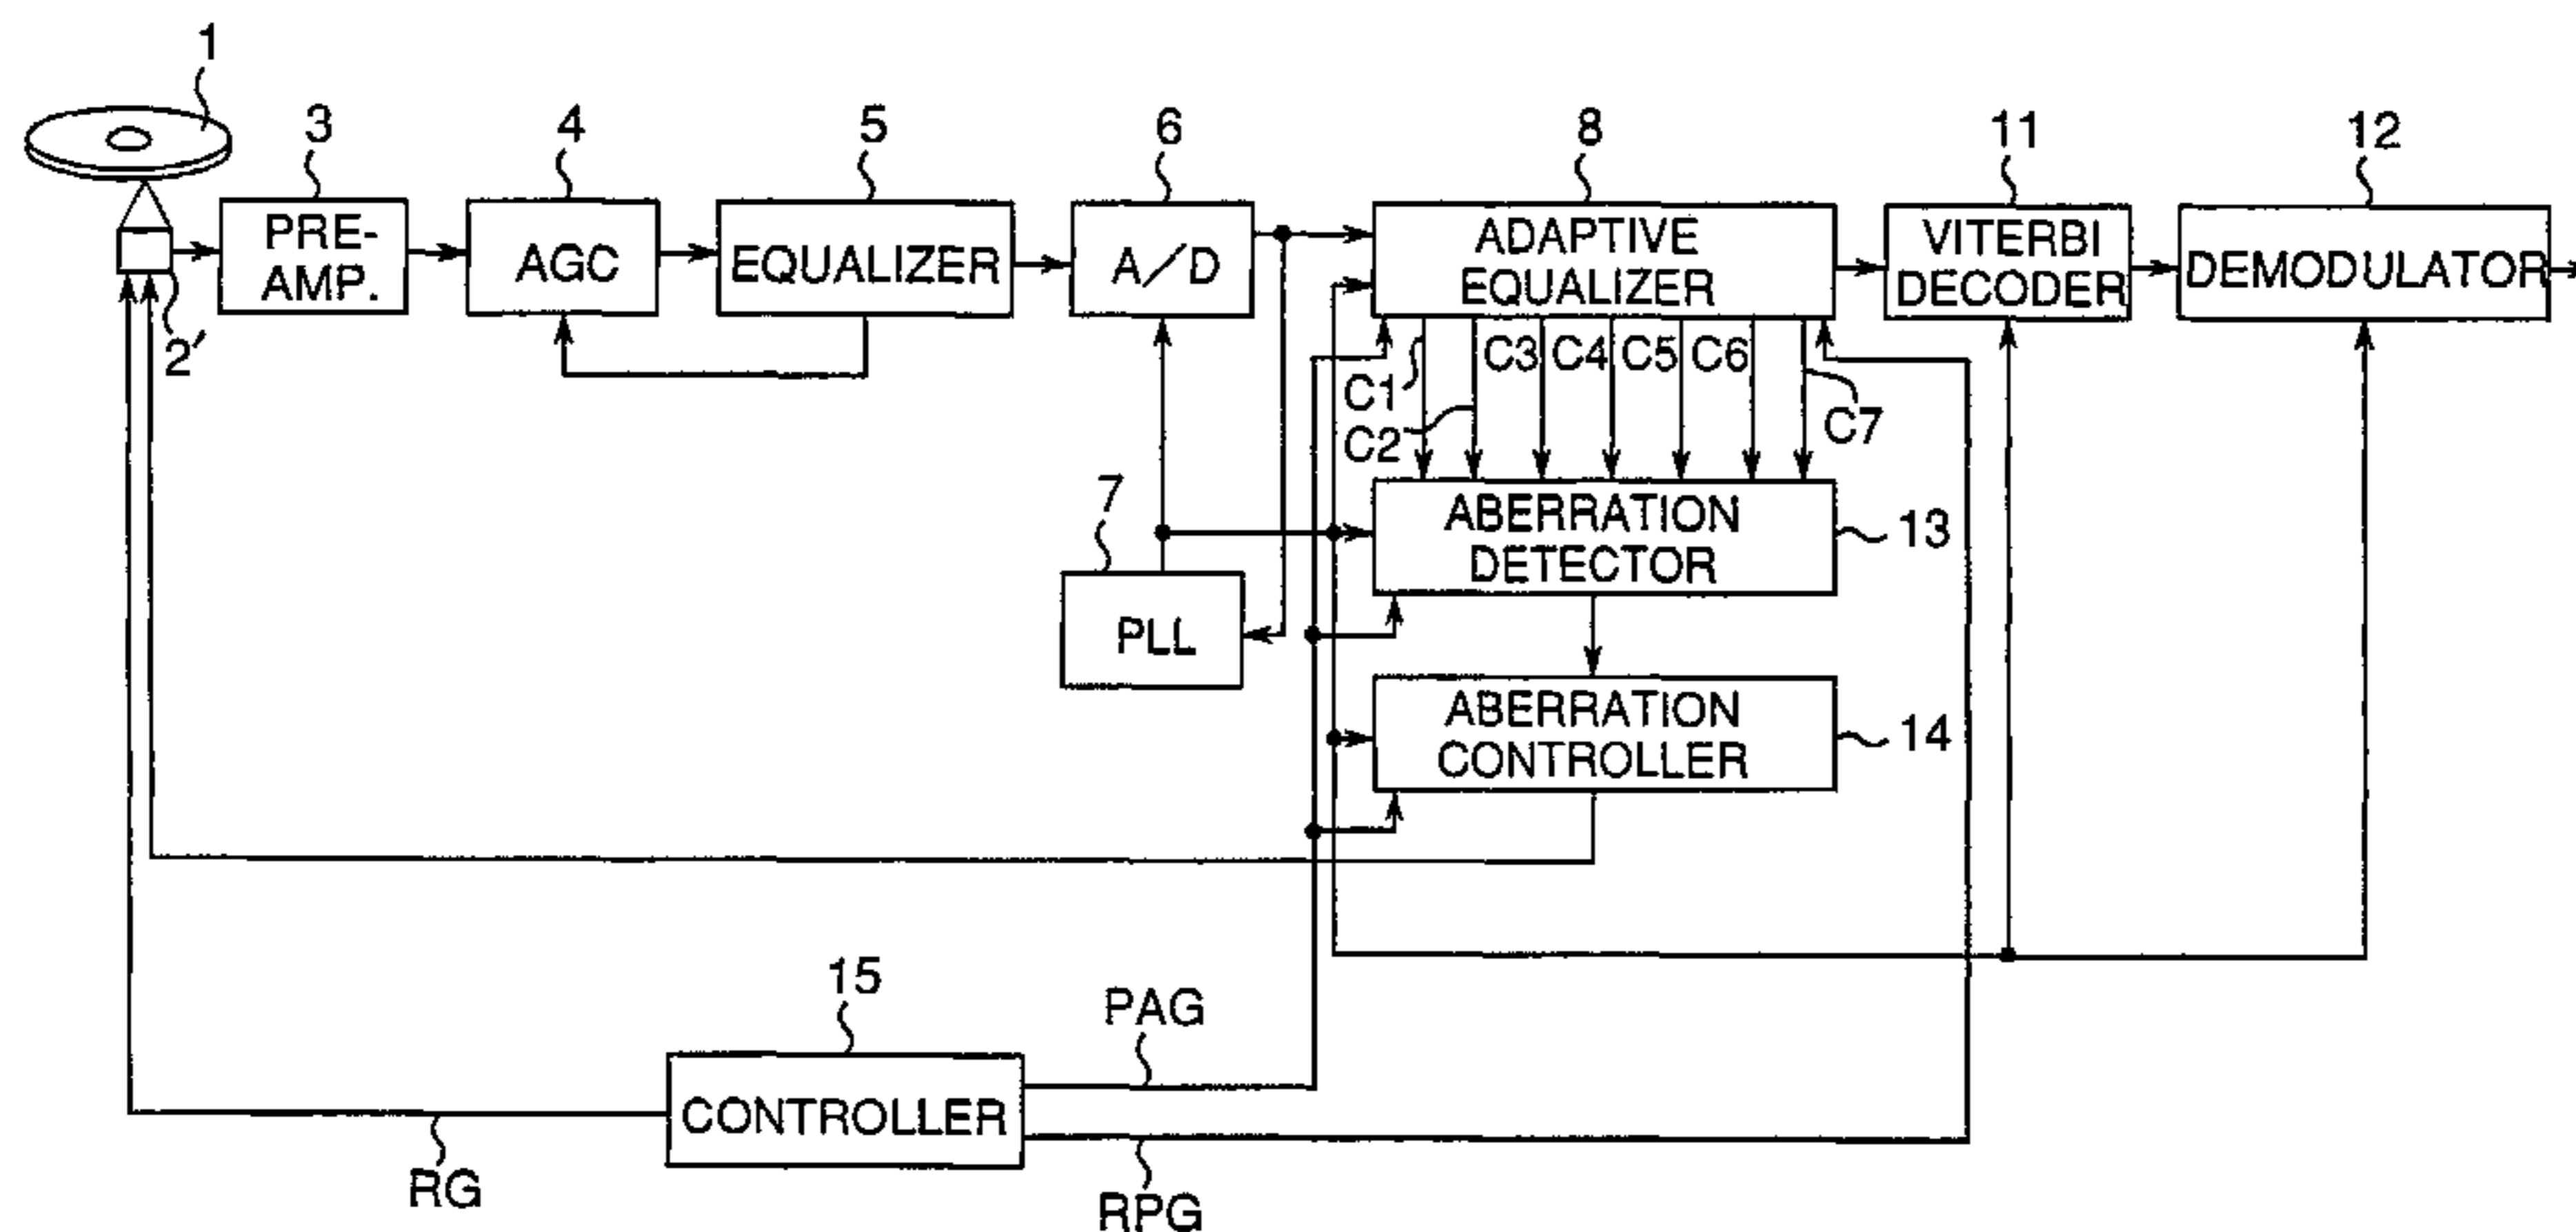 1
3
4
5
6
8
11
12
PRE-
AMP.
AGC
EQUALIZER
A/D
ADAPTIVE
EQUALIZER
VITERBI
DECODER
DEMODULATOR
2'
C1
C2
C3
C4
C5
C6
C7
7
PLL
ABERRATION
DETECTOR
13
ABERRATION
CONTROLLER
14
15
CONTROLLER
PAG
RG
RPG